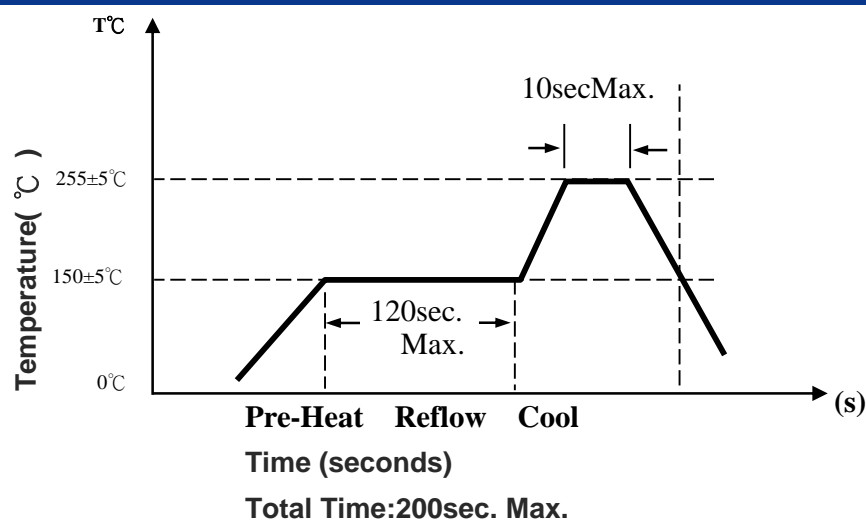 T℃
10secMax.
Temperature( ℃ )
255±5℃
150±5℃
120sec.
Max.
0℃
(s)
Pre-Heat Reflow Cool
Time (seconds)
Total Time:200sec. Max.